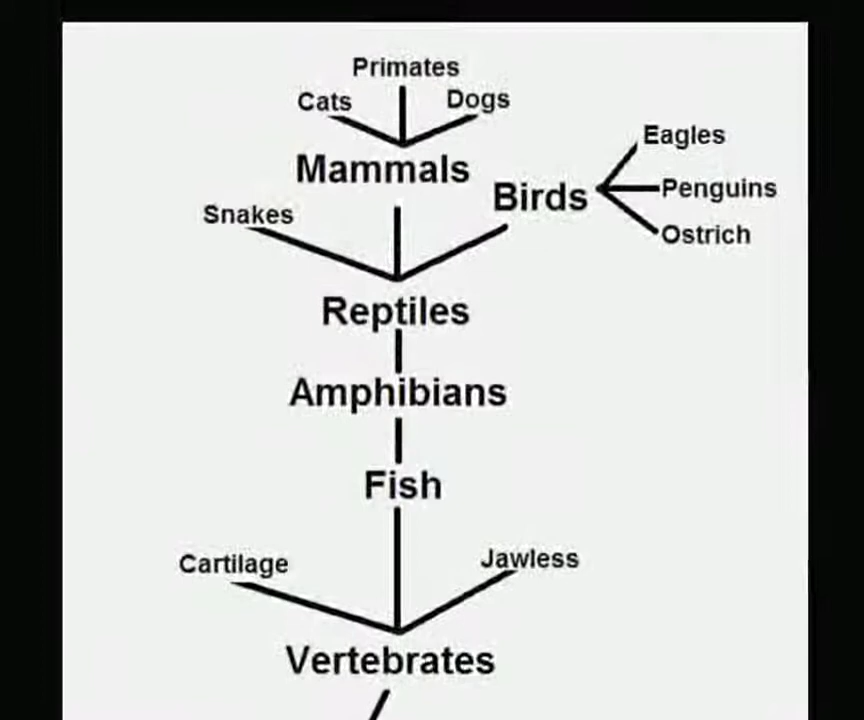 Primates
Cats
Dogs
Eagles
Mammals
Birds
Penguins
Snakes
Ostrich
Reptiles
Amphibians
Fish
Cartilage
Jawless
Vertebrates